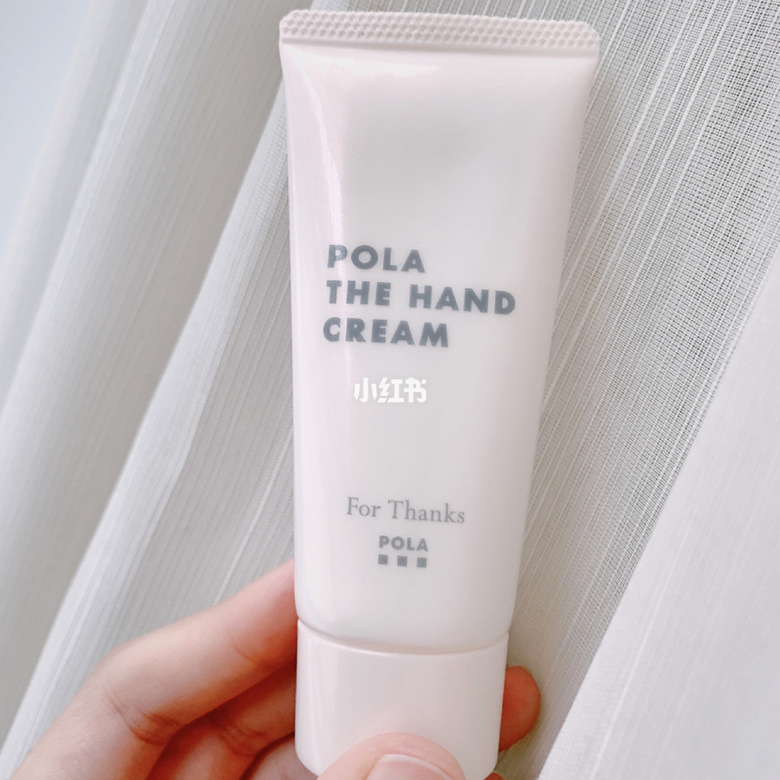 POLA
THE HAND
CREAM
小红书
For Thanks
POLA